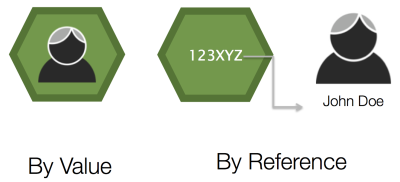 123XYZ
John Doe
By Value
By Reference